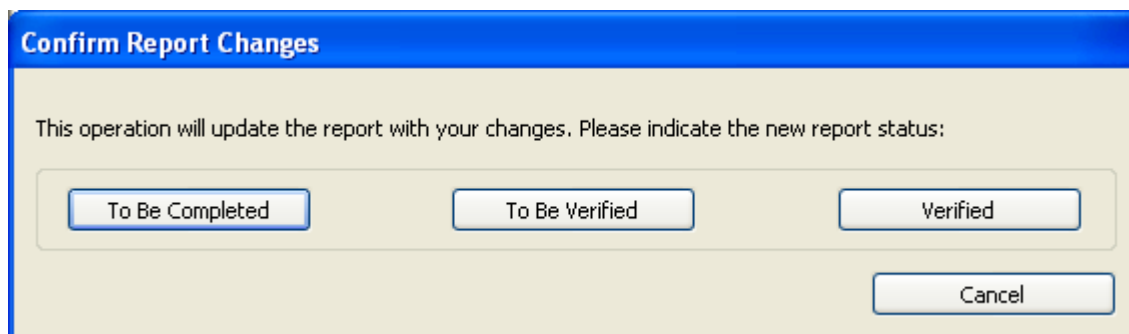 Confirm Report Changes
This operation will update the report with your changes. Please indicate the new report status:
To Be Completed
To Be Verified
Verified
Cancel